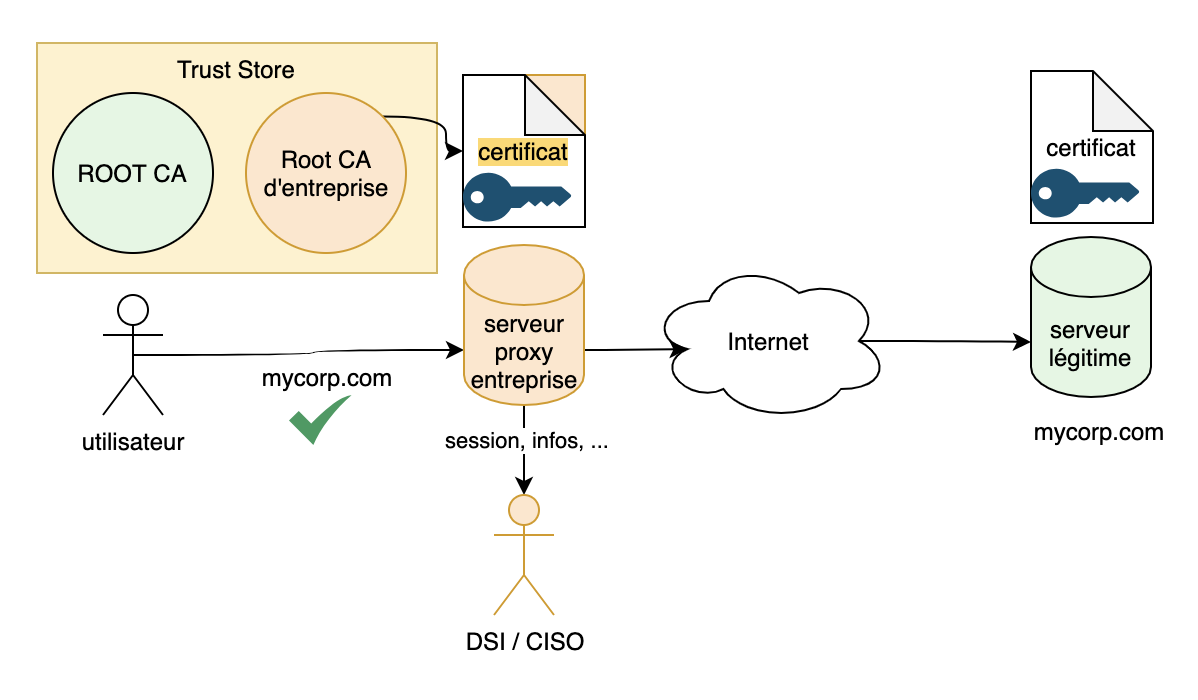 Trust Store
ROOT CA
Root CA
d'entreprise
certificat
certificat
serveur
proxy
entreprise
Internet
serveur
légitime
mycorp.com
utilisateur
session, infos, ...
mycorp.com
DSI / CISO